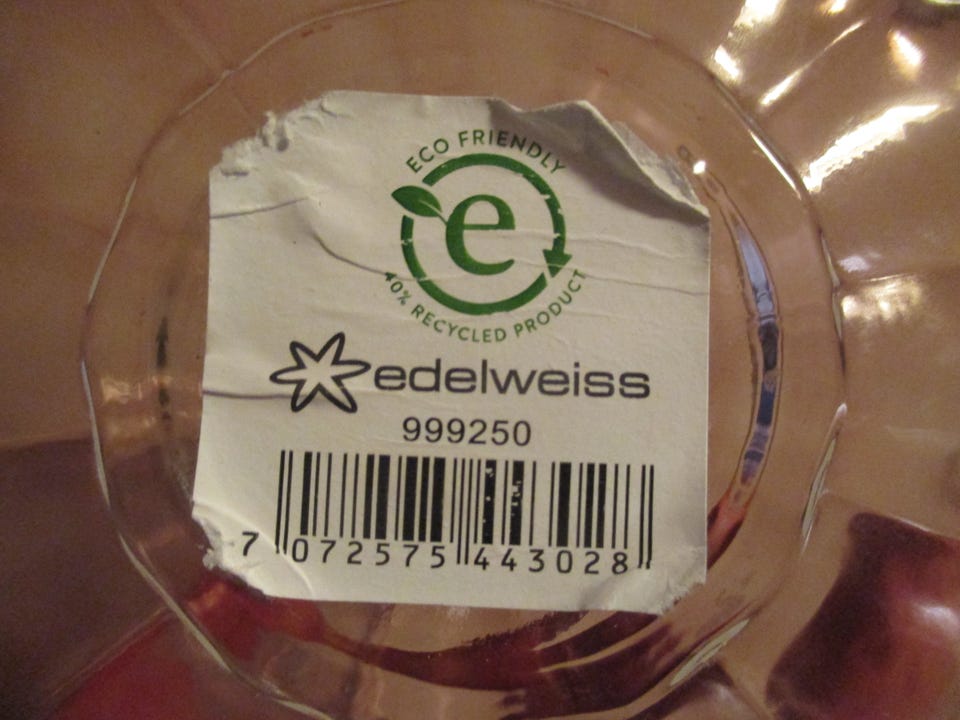 ECO FRIENDLY
e
40% RECYCLED PRODUCT
edelweiss
999250
7 072575 443028